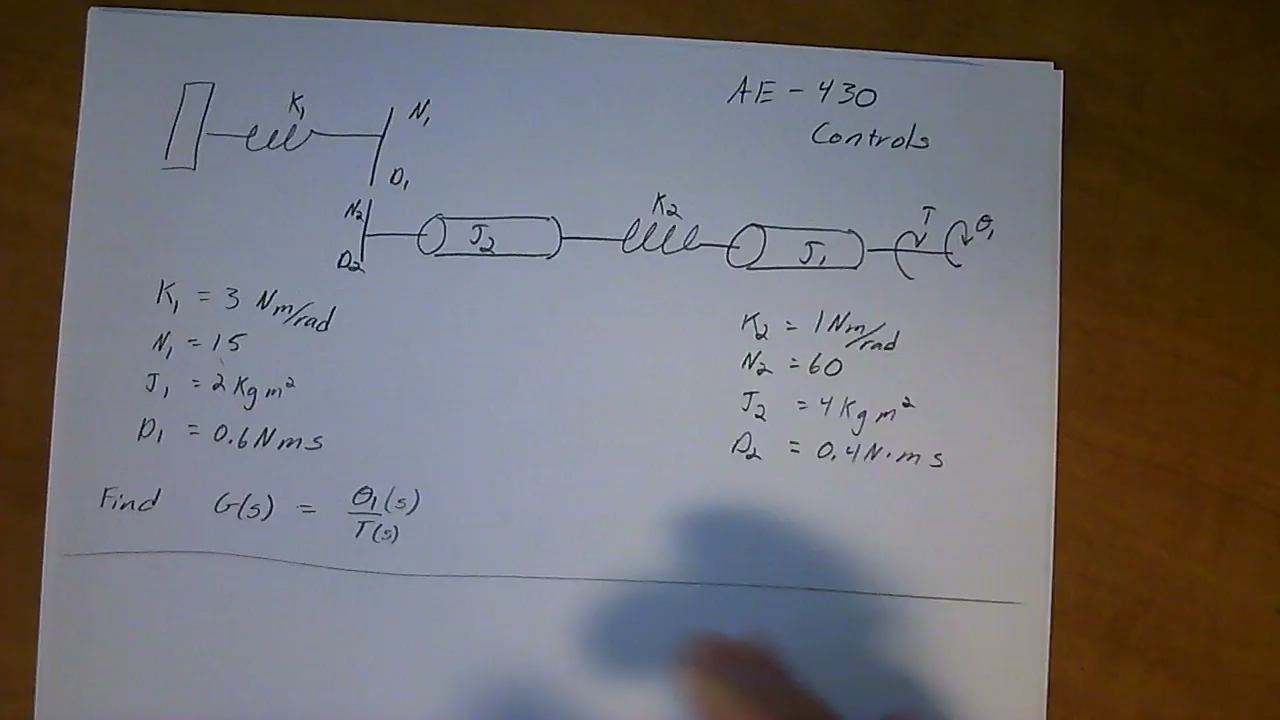 AE - 430
Controls
K1
N1
D1
N2
D2
J2
K2
J1
T
θ1
K1 = 3 Nm/rad
N1 = 15
J1 = 2 Kg m²
D1 = 0.6 N m s
K2 = 1 Nm/rad
N2 = 60
J2 = 4 Kg m²
D2 = 0.4 N·m s
Find G(s) = θ1(s)/T(s)